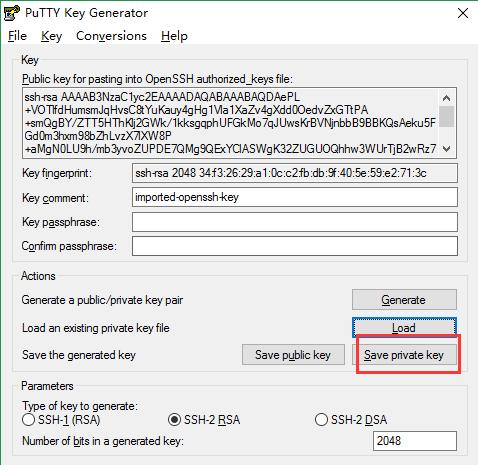 PuTTY Key Generator
File Key Conversions Help
Key
Public key for pasting into OpenSSH authorized_keys file:
ssh-rsa AAAAB3NzaC1yc2EAAAADAQABAAABAQDAePL
+VOTlfdHumsmJqHvsC8tYuKauy4gHg1Vla1XaZv4gXdd0OedvZxGTtPA
+smQgBY/ZTT5HThKlj2GWk/1kksgqphUFGkMo7qJUwsKrBVNjnbbB9BBKQsAeku5F
Gd0m3hxm98bZhLvzX7lXW8P
+aMgN0LU9h/mb3yvoZUPDE7QMg9QExYClASWgK32ZUGUOQhhw3WUrTjB2wRz7
Key fingerprint: ssh-rsa 2048 34:f3:26:29:a1:0c:c2:fb:db:9f:40:5e:59:e2:71:3c
Key comment: imported-openssh-key
Key passphrase:
Confirm passphrase:
Actions
Generate a public/private key pair Generate
Load an existing private key file Load
Save the generated key Save public key Save private key
Parameters
Type of key to generate:
SSH-1 (RSA) SSH-2 RSA SSH-2 DSA
Number of bits in a generated key: 2048